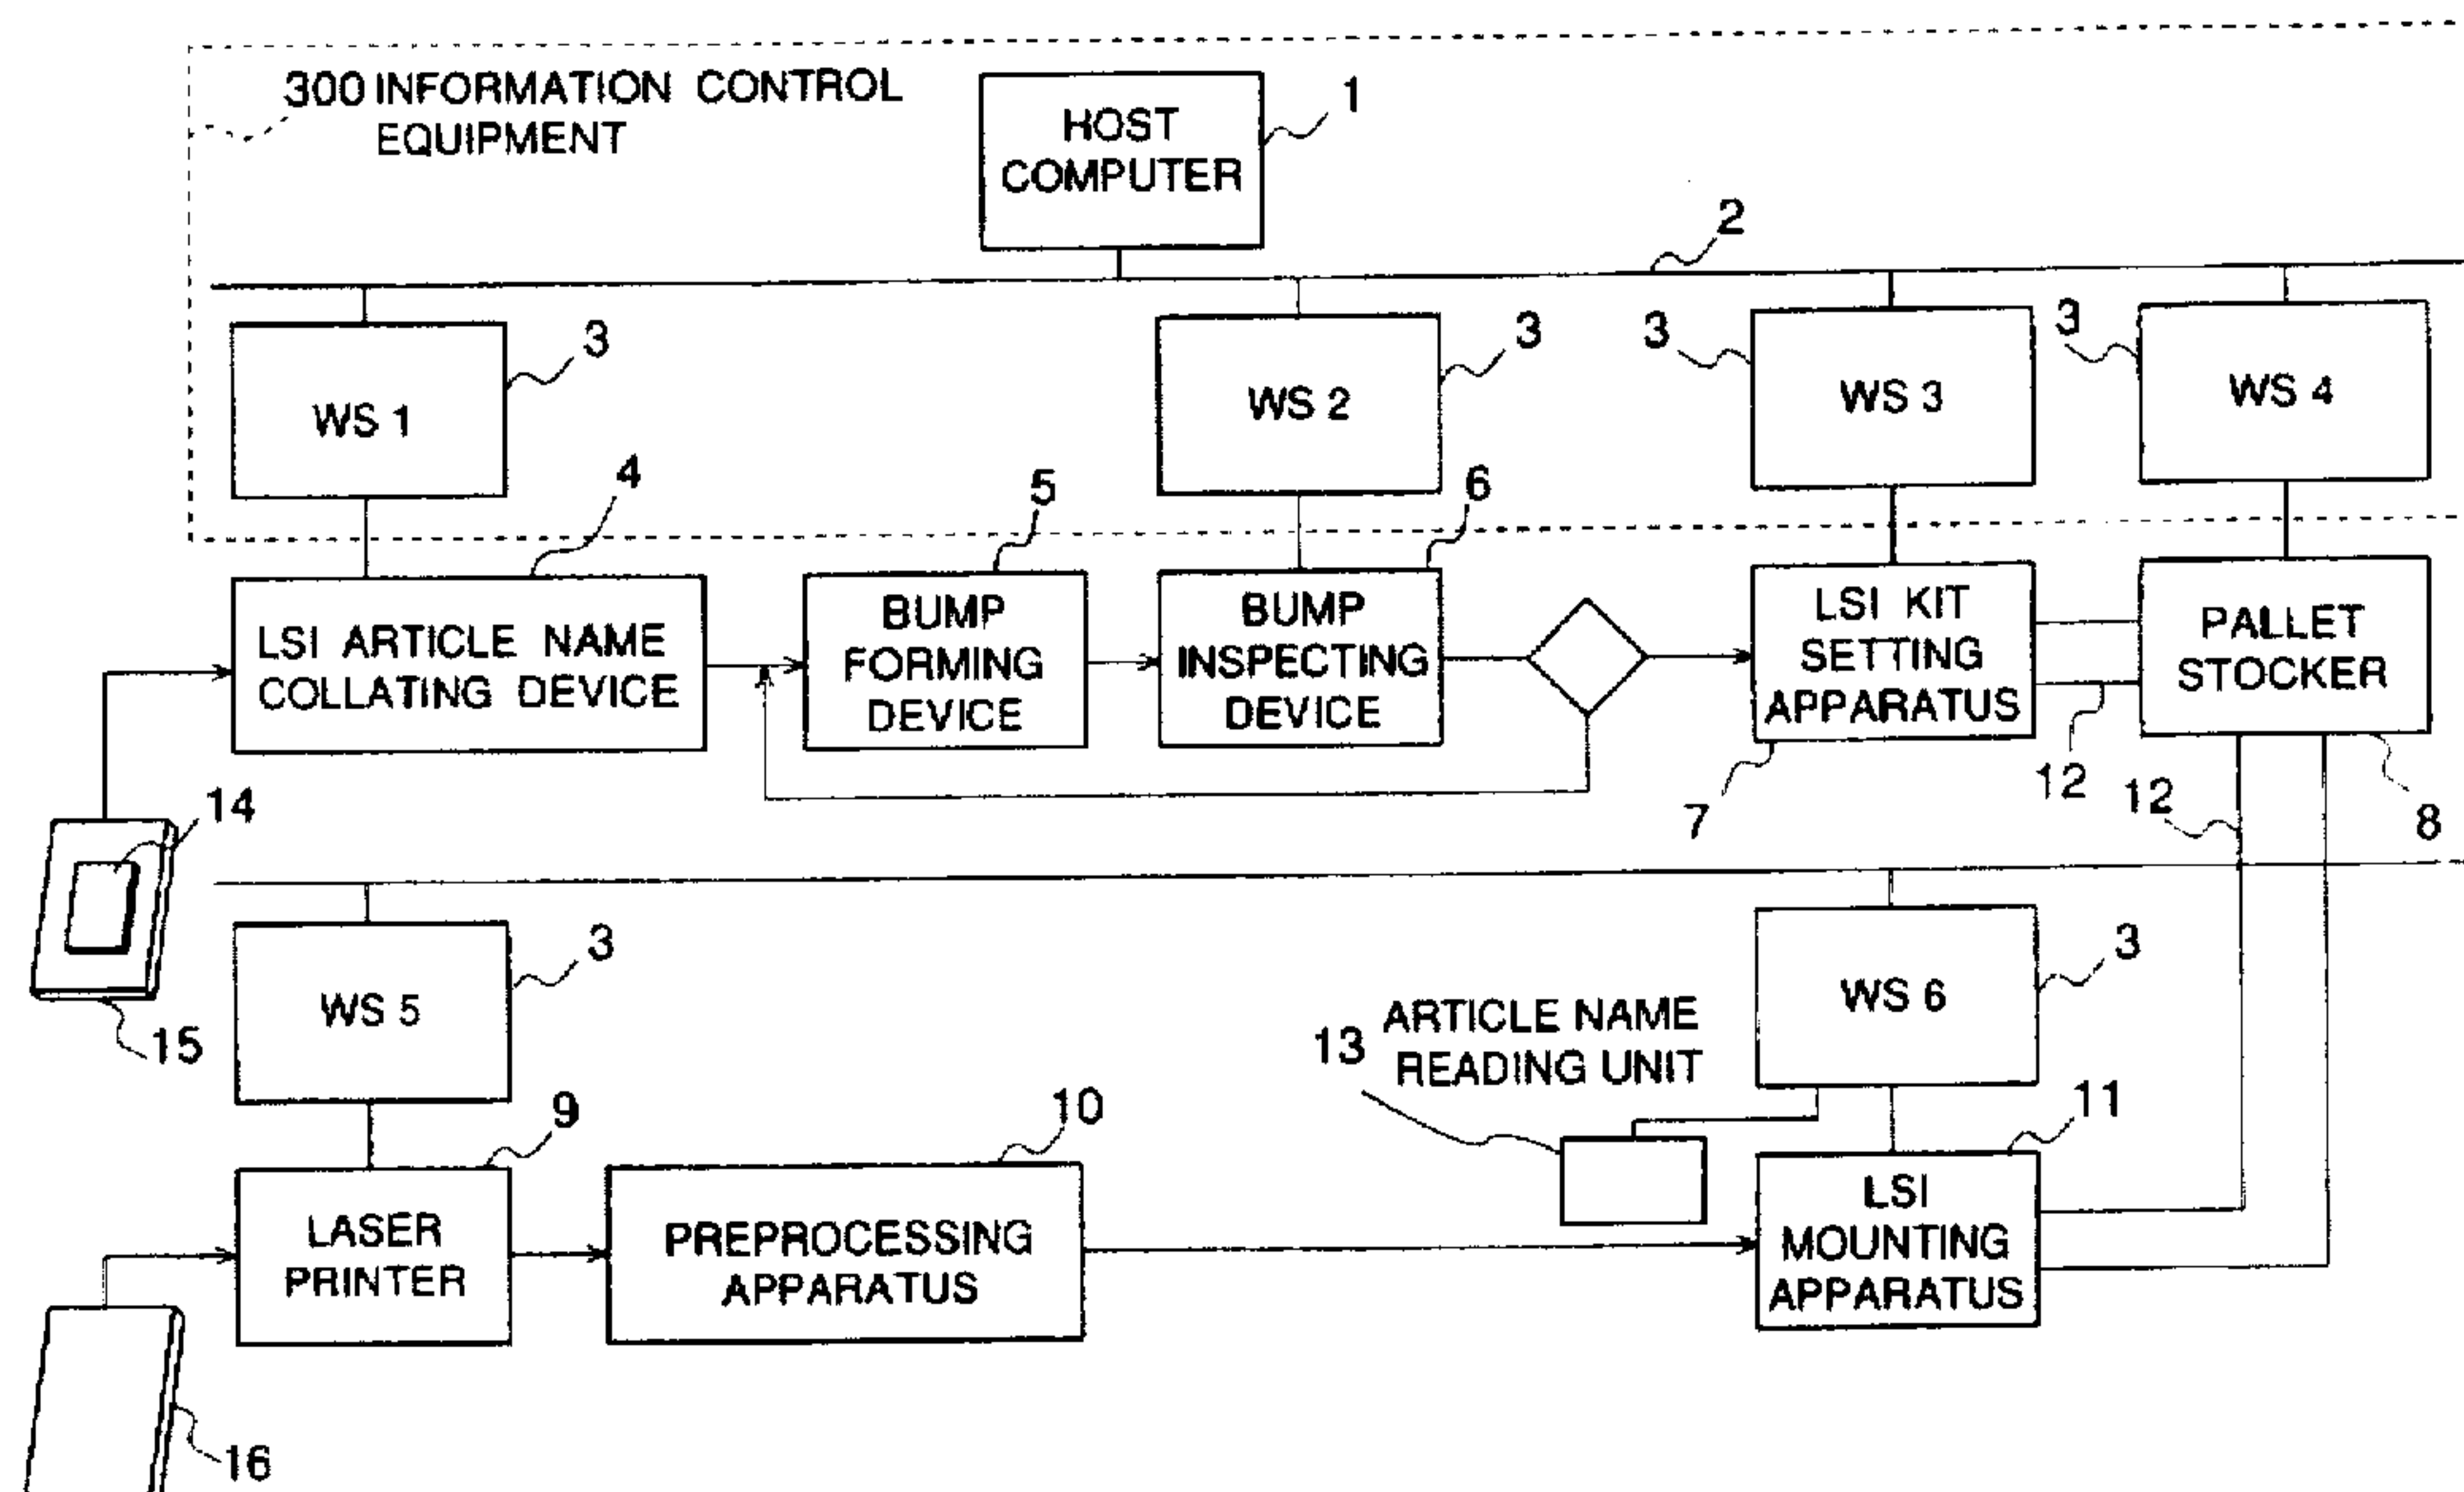 300 INFORMATION CONTROL
EQUIPMENT
HOST
COMPUTER
1
2
WS 1
3
WS 2
3
3
WS 3
3
WS 4
4
5
6
LSI ARTICLE NAME
COLLATING DEVICE
BUMP
FORMING
DEVICE
BUMP
INSPECTING
DEVICE
LSI KIT
SETTING
APPARATUS
PALLET
STOCKER
7
12
12
8
14
15
WS 5
3
13
ARTICLE NAME
READING UNIT
WS 6
3
9
10
11
LASER
PRINTER
PREPROCESSING
APPARATUS
LSI
MOUNTING
APPARATUS
16